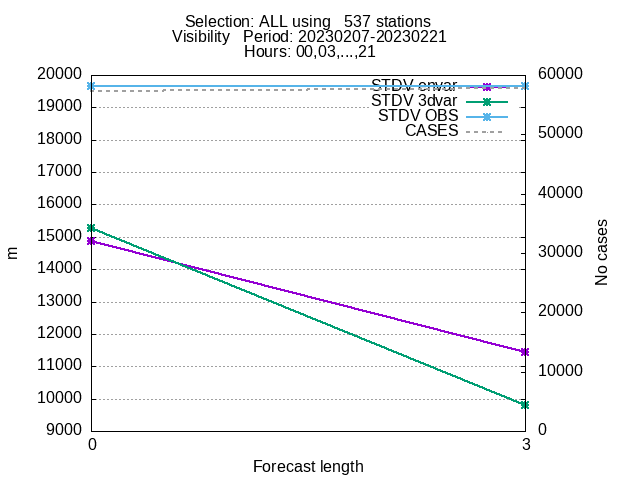 Selection: ALL using   537 stations
Visibility   Period: 20230207-20230221
Hours: 00,03,...,21
20000
19000
18000
17000
16000
15000
14000
13000
12000
11000
10000
9000
m
60000
50000
40000
30000
20000
10000
0
No cases
STDV envar
STDV 3dvar
STDV OBS
CASES
0
3
Forecast length